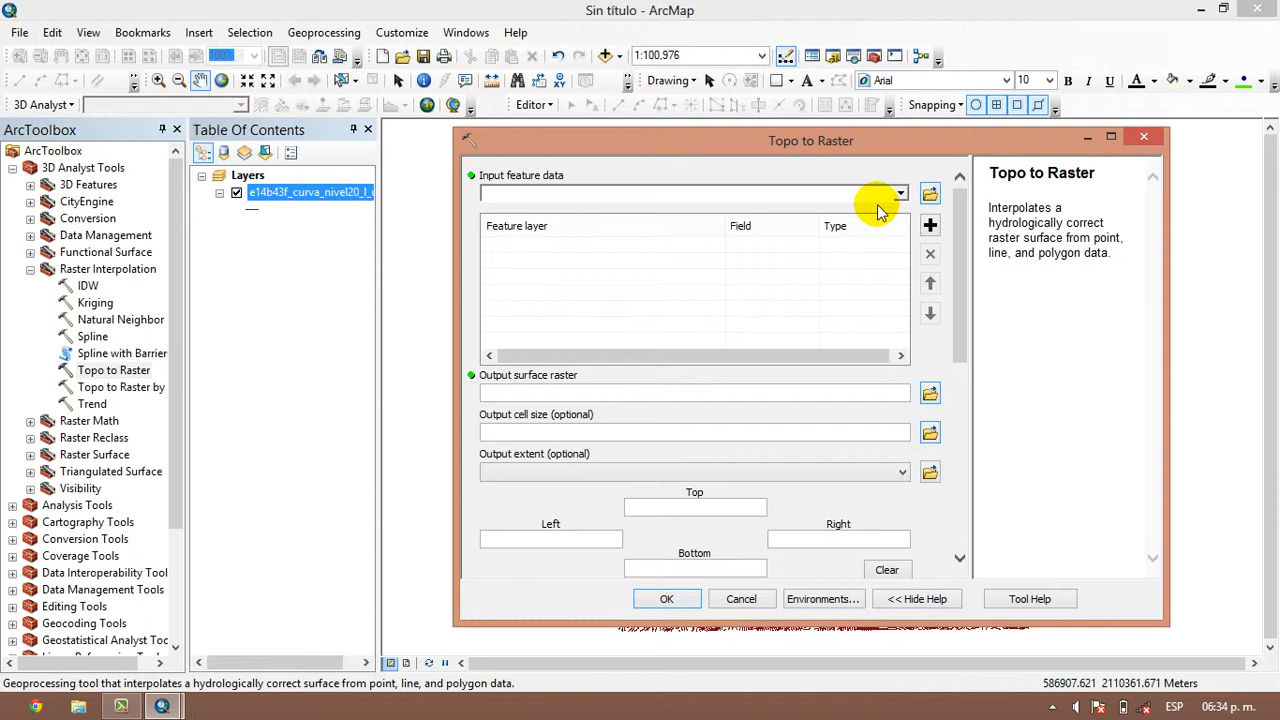 Sin título - ArcMap
File Edit View Bookmarks Insert Selection Geoprocessing Customize Windows Help
100% 1:100,976
Drawing Arial 10 B I U A
3D Analyst Editor Snapping
ArcToolbox
ArcToolbox
3D Analyst Tools
3D Features
CityEngine
Conversion
Data Management
Functional Surface
Raster Interpolation
IDW
Kriging
Natural Neighbor
Spline
Spline with Barrier
Topo to Raster
Topo to Raster by
Trend
Raster Math
Raster Reclass
Raster Surface
Triangulated Surface
Visibility
Analysis Tools
Cartography Tools
Conversion Tools
Coverage Tools
Data Interoperability Tool
Data Management Tools
Editing Tools
Geocoding Tools
Geostatistical Analyst Toc
Table Of Contents
Layers
e14b43f_curva_nivel20_l_
Topo to Raster
Input feature data
Feature layer Field Type
Output surface raster
Output cell size (optional)
Output extent (optional)
Top
Left Right
Bottom
Clear
OK Cancel Environments... << Hide Help Tool Help
Topo to Raster
Interpolates a
hydrologically correct
raster surface from point,
line, and polygon data.
Geoprocessing tool that interpolates a hydrologically correct surface from point, line, and polygon data.
586907.621 2110361.671 Meters
ESP 06:34 p. m.